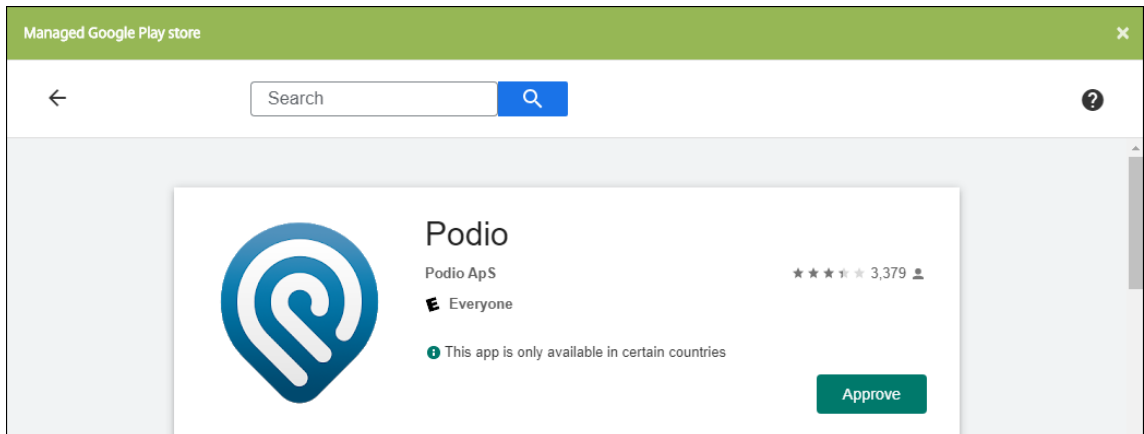 Managed Google Play store
Search
Podio
Podio ApS
3,379
E Everyone
This app is only available in certain countries
Approve